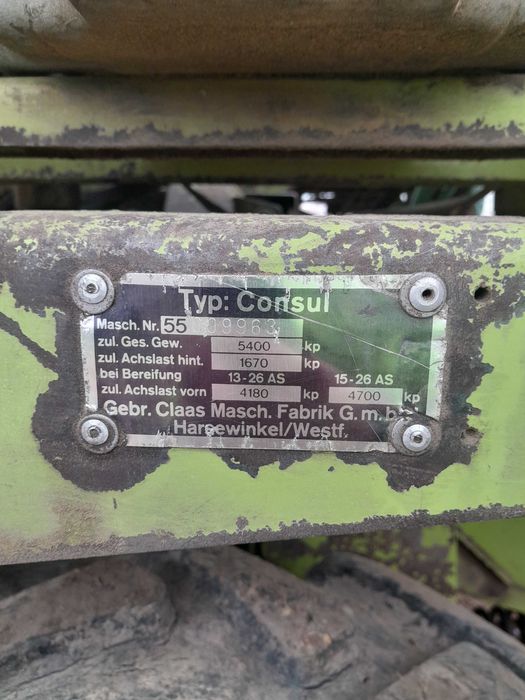 Typ: Consul
Masch. Nr. 55 09963
zul. Ges. Gew. 5400 kp
zul. Achslast hint. 1670 kp
bei Bereifung 13-26 AS 15-26 AS
zul. Achslast vorn 4180 kp 4700 kp
Gebr. Claas Masch. Fabrik G.m.b.
Harsewinkel/Westf.